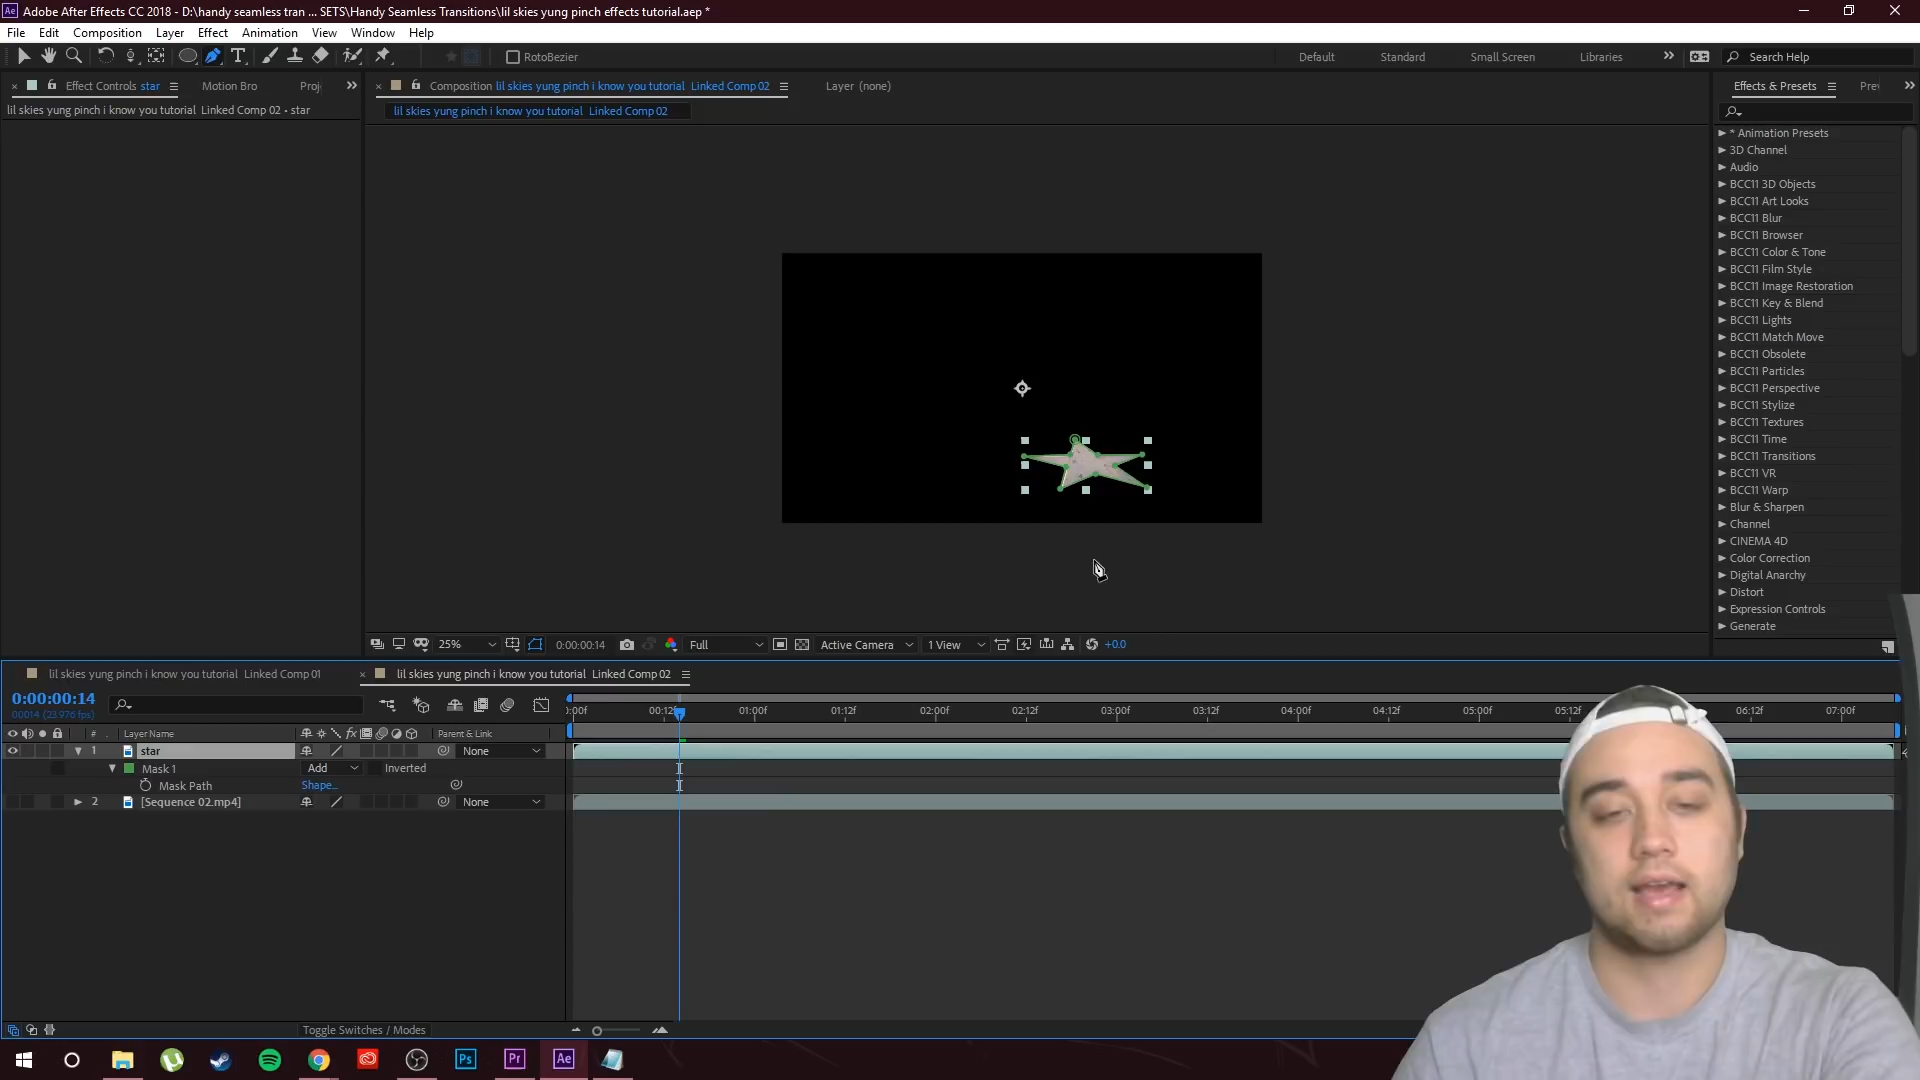 Adobe After Effects CC 2018 - D:\handy seamless tran ... SETS\Handy Seamless Transitions\lil skies yung pinch effects tutorial.aep *
File Edit Composition Layer Effect Animation View Window Help
RotoBezier Default Standard Small Screen Libraries Search Help
Effect Controls star Motion Bro Proj
Composition lil skies yung pinch i know you tutorial Linked Comp 02 Layer (none)
Effects & Presets Pre
lil skies yung pinch i know you tutorial Linked Comp 02 - star
lil skies yung pinch i know you tutorial Linked Comp 02
* Animation Presets
3D Channel
Audio
BCC11 3D Objects
BCC11 Art Looks
BCC11 Blur
BCC11 Browser
BCC11 Color & Tone
BCC11 Film Style
BCC11 Image Restoration
BCC11 Key & Blend
BCC11 Lights
BCC11 Match Move
BCC11 Obsolete
BCC11 Particles
BCC11 Perspective
BCC11 Stylize
BCC11 Textures
BCC11 Time
BCC11 Transitions
BCC11 VR
BCC11 Warp
Blur & Sharpen
Channel
CINEMA 4D
Color Correction
Digital Anarchy
Distort
Expression Controls
Generate
25% 0:00:00:14 Full Active Camera 1 View +0.0
lil skies yung pinch i know you tutorial Linked Comp 01 lil skies yung pinch i know you tutorial Linked Comp 02
0:00:00:14
00014 (23.976 fps)
:00f 00:12f 01:00f 01:12f 02:00f 02:12f 03:00f 03:12f 04:00f 04:12f 05:00f 05:12f 06:12f 07:00f
# Layer Name fx Parent & Link
1 star None
Mask 1 Add Inverted
Mask Path Shape...
2 [Sequence 02.mp4] None
Toggle Switches / Modes
Ps Pr Ae